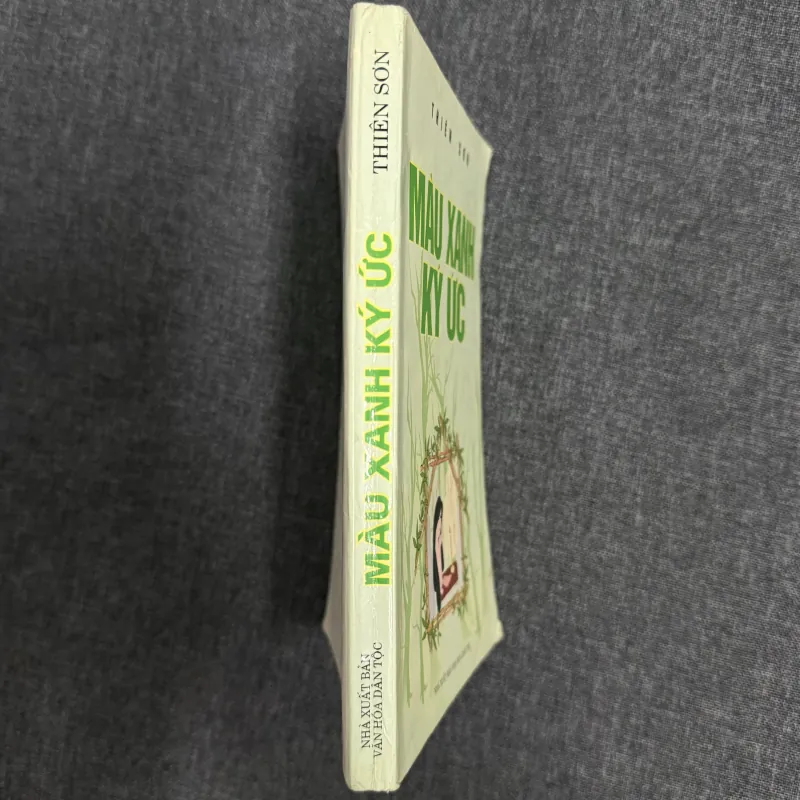 THIÊN SƠN
MÀU XANH KÝ ỨC
NHÀ XUẤT BẢN
VĂN HÓA DÂN TỘC
THIÊN SƠN
MÀU XANH
KÝ ỨC